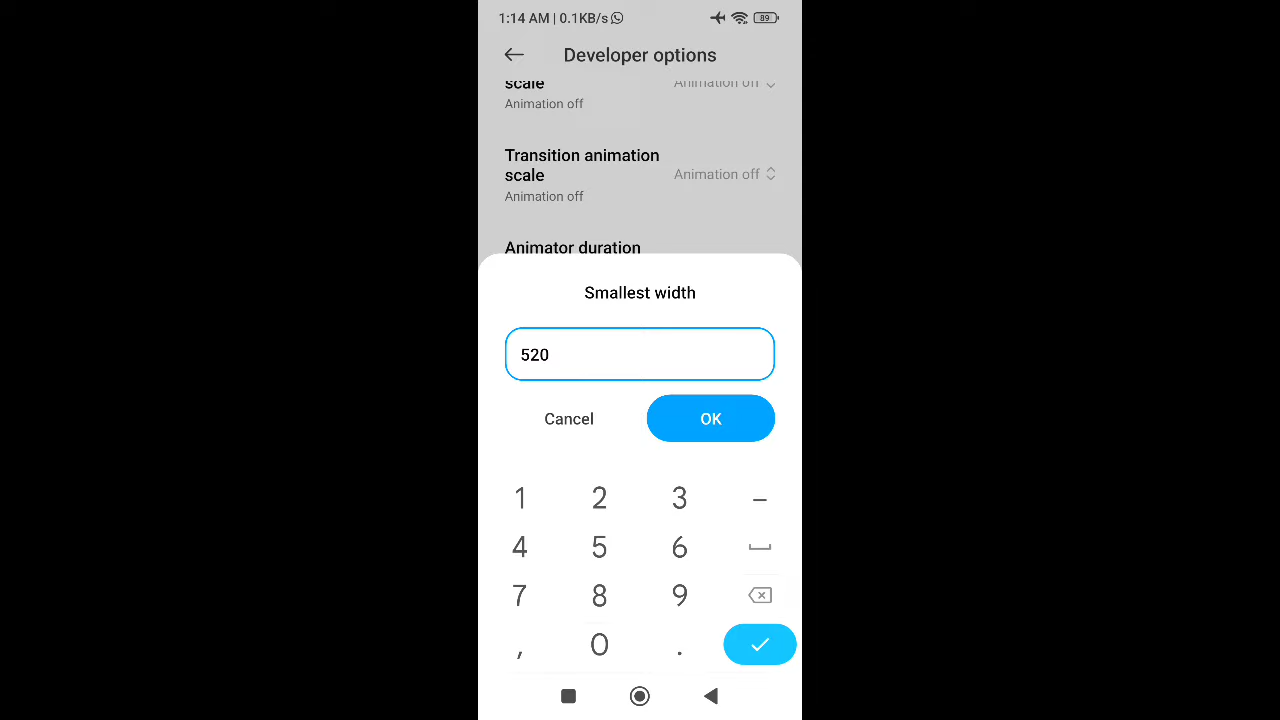 1:14 AM | 0.1KB/s 89
Developer options
scale Animation off
Animation off
Transition animation
scale Animation off
Animation off
Animator duration
Smallest width
520
Cancel OK
1 2 3 –
4 5 6
7 8 9
, 0 .